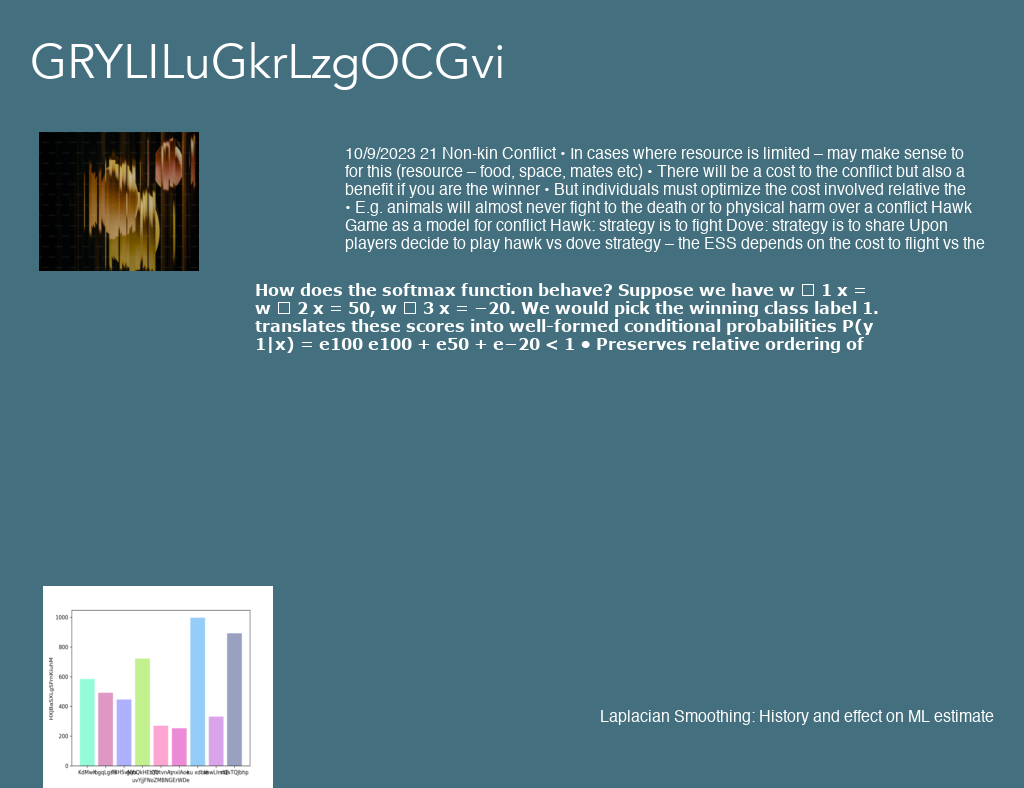 GRYLILuGkrLzgOCGvi
10/9/2023 21 Non-kin Conflict • In cases where resource is limited – may make sense to
for this (resource – food, space, mates etc) • There will be a cost to the conflict but also a
benefit if you are the winner • But individuals must optimize the cost involved relative the
• E.g. animals will almost never fight to the death or to physical harm over a conflict Hawk
Game as a model for conflict Hawk: strategy is to fight Dove: strategy is to share Upon
players decide to play hawk vs dove strategy – the ESS depends on the cost to flight vs the
How does the softmax function behave? Suppose we have w □ 1 x =
w □ 2 x = 50, w □ 3 x = −20. We would pick the winning class label 1.
translates these scores into well-formed conditional probabilities P(y
1|x) = e100 e100 + e50 + e−20 < 1 • Preserves relative ordering of
1000
800
600
400
200
0
Laplacian Smoothing: History and effect on ML estimate